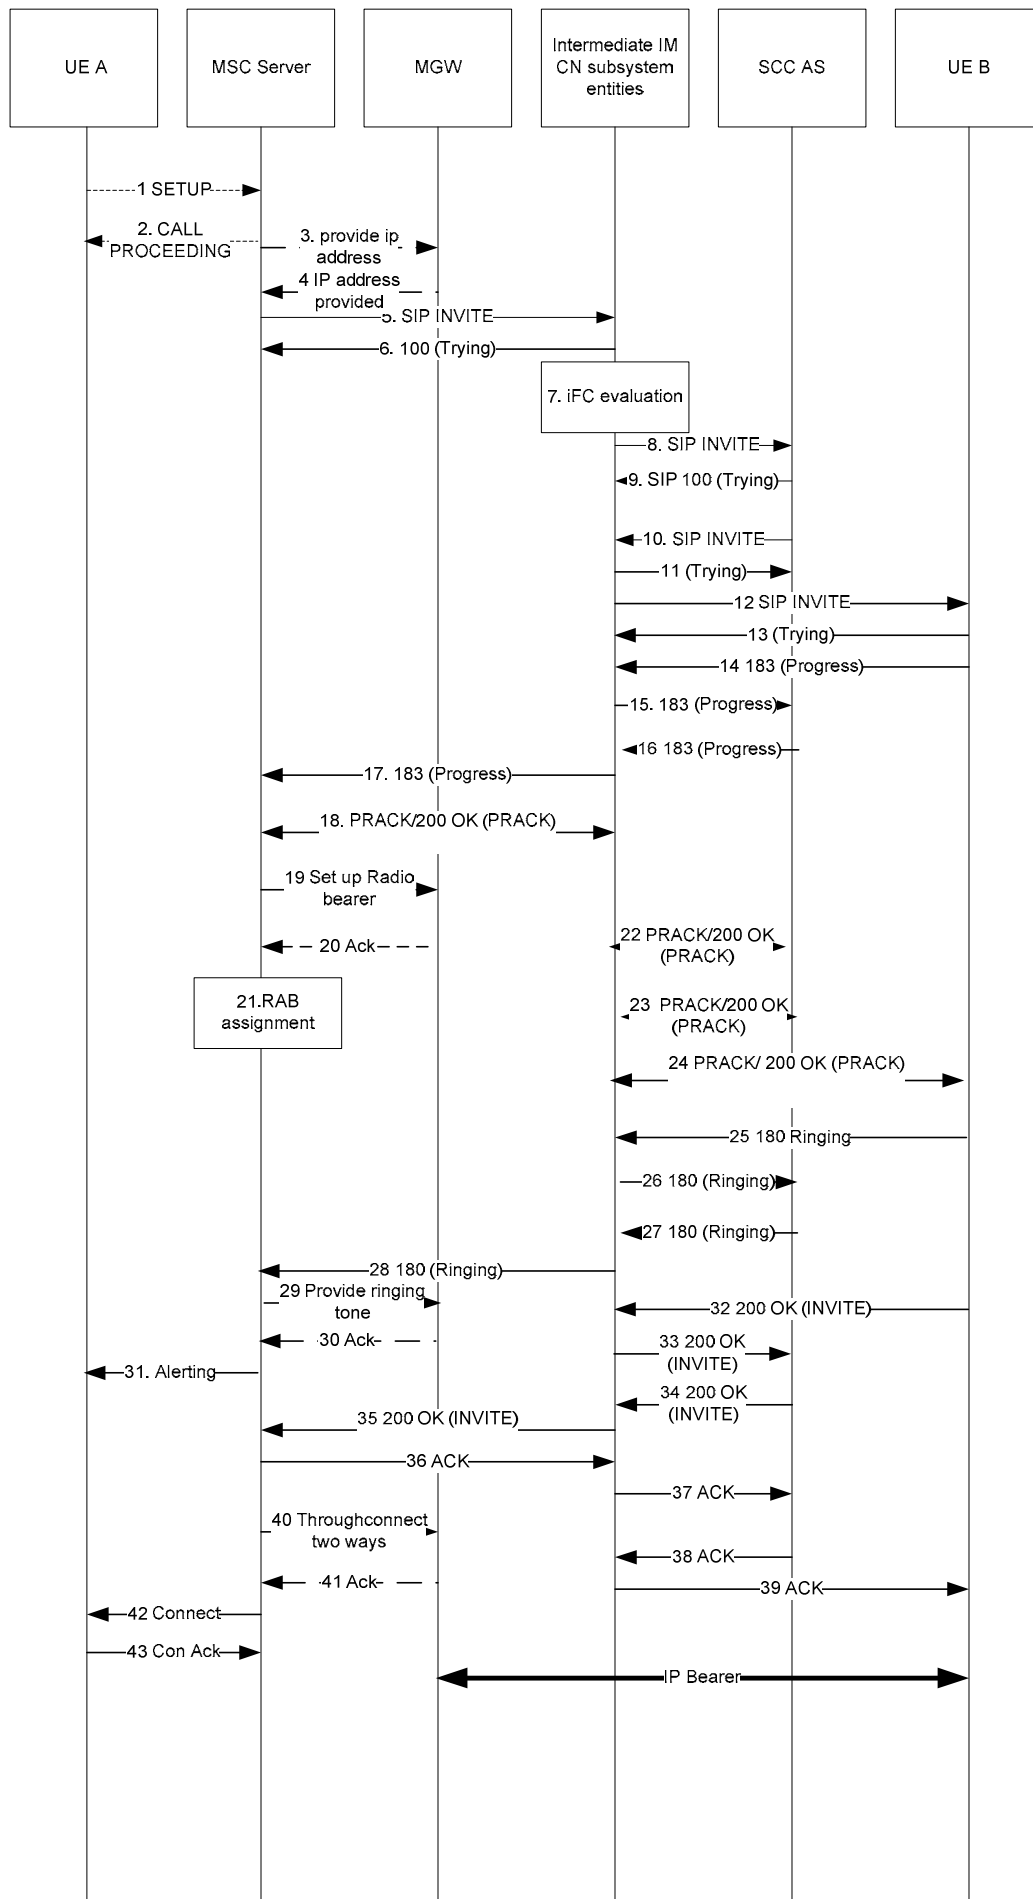 UE A
MSC Server
MGW
Intermediate IM
CN subsystem
entities
SCC AS
UE B
1 SETUP
2. CALL
PROCEEDING
3. provide ip
address
4 IP address
provided
5. SIP INVITE
6. 100 (Trying)
7. iFC evaluation
8. SIP INVITE
9. SIP 100 (Trying)
10. SIP INVITE
11 (Trying)
12 SIP INVITE
13 (Trying)
14 183 (Progress)
15. 183 (Progress)
16 183 (Progress)
17. 183 (Progress)
18. PRACK/200 OK (PRACK)
19 Set up Radio
bearer
20 Ack
22 PRACK/200 OK
(PRACK)
21.RAB
assignment
23 PRACK/200 OK
(PRACK)
24 PRACK/ 200 OK (PRACK)
25 180 Ringing
26 180 (Ringing)
27 180 (Ringing)
28 180 (Ringing)
29 Provide ringing
tone
32 200 OK (INVITE)
30 Ack
33 200 OK
(INVITE)
31. Alerting
34 200 OK
(INVITE)
35 200 OK (INVITE)
36 ACK
37 ACK
40 Throughconnect
two ways
38 ACK
41 Ack
39 ACK
42 Connect
43 Con Ack
IP Bearer